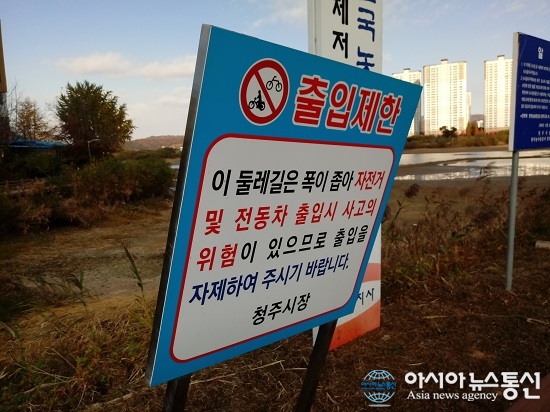 출입제한
이 둘레길은 폭이 좁아 자전거
및 전동차 출입시 사고의
위험이 있으므로 출입을
자제하여 주시기 바랍니다.
청주시장
아시아뉴스통신
Asia news agency